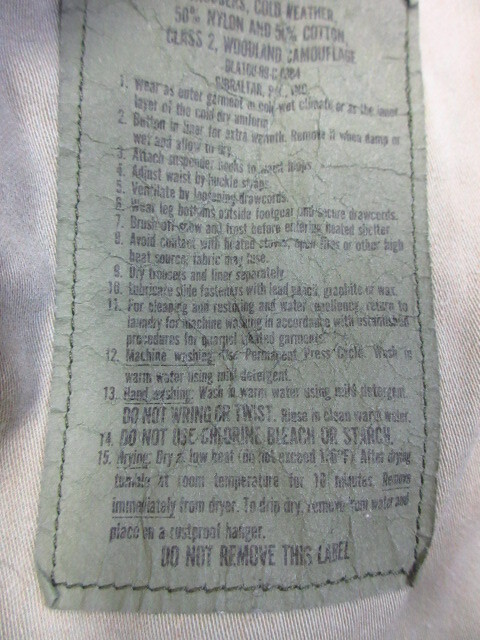 TROUSERS, COLD WEATHER,
50% NYLON AND 50% COTTON,
CLASS 2, WOODLAND CAMOUFLAGE
GIBRALTAR, INC.
1. Wear as outer garment in cold-wet climate or as the
layer of the cold dry uniform
2. Button in liner for extra warmth. Remove it when damp or
wet and allow to dry.
3. Attach suspender hooks to waist loops.
4. Adjust waist by buckle straps.
5. Ventilate by loosening drawcords.
6. Wear leg bottoms outside footgear and secure drawcords.
7. Brush off snow and frost before entering heated shelter.
8. Avoid contact with heated stoves, open fires or other high
heat source, fabric may fuse.
9. Dry trousers and liner separately.
10. Lubricate slide fasteners with lead pencil, graphite or wax.
11. For cleaning and restoring and water repellency, return to
laundry for machine washing in accordance with established
procedures for quarpel treated garments
12. Machine washing: Use Permanent Press Cycle. Wash in
warm water using mild detergent.
13. Hand washing: Wash in warm water using mild detergent.
DO NOT WRING OR TWIST. Rinse in clean warm water.
14. DO NOT USE CHLORINE BLEACH OR STARCH.
15. Drying: Dry at low heat (do not exceed After drying
tumble at room temperature for 10 minutes. Remove
immediately from dryer. To drip dry, remove from water and
place on a rustproof hanger.
DO NOT REMOVE THIS LABEL